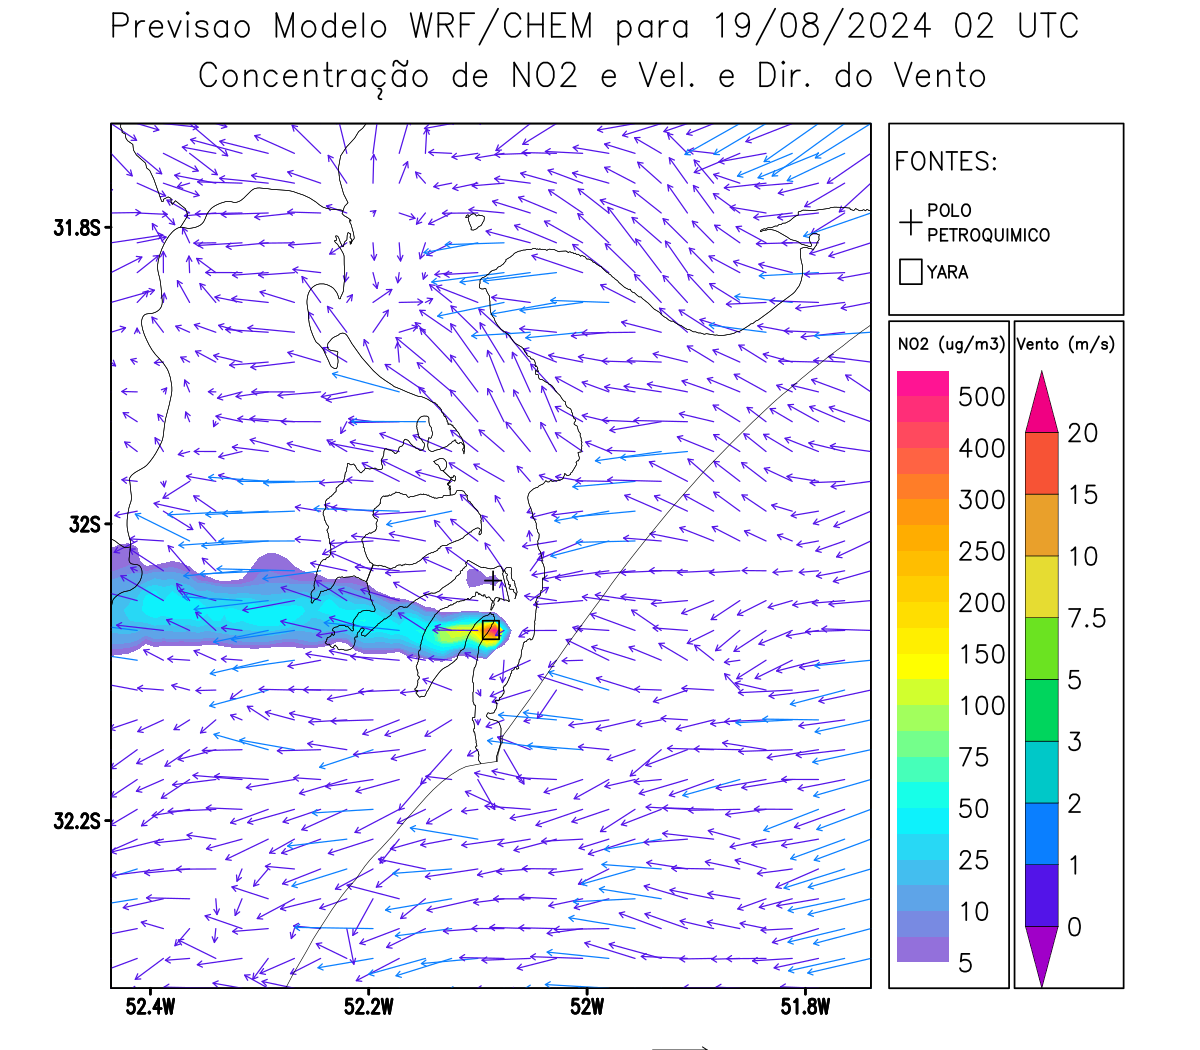 Previsao Modelo WRF/CHEM para 19/08/2024 02 UTC
Concentração de NO2 e Vel. e Dir. do Vento
FONTES:
POLO
PETROQUIMICO
YARA
NO2 (ug/m3)
500
400
300
250
200
150
100
75
50
25
10
5
Vento (m/s)
20
15
10
7.5
5
3
2
1
0
31.8S
32S
32.2S
52.4W
52.2W
52W
51.8W